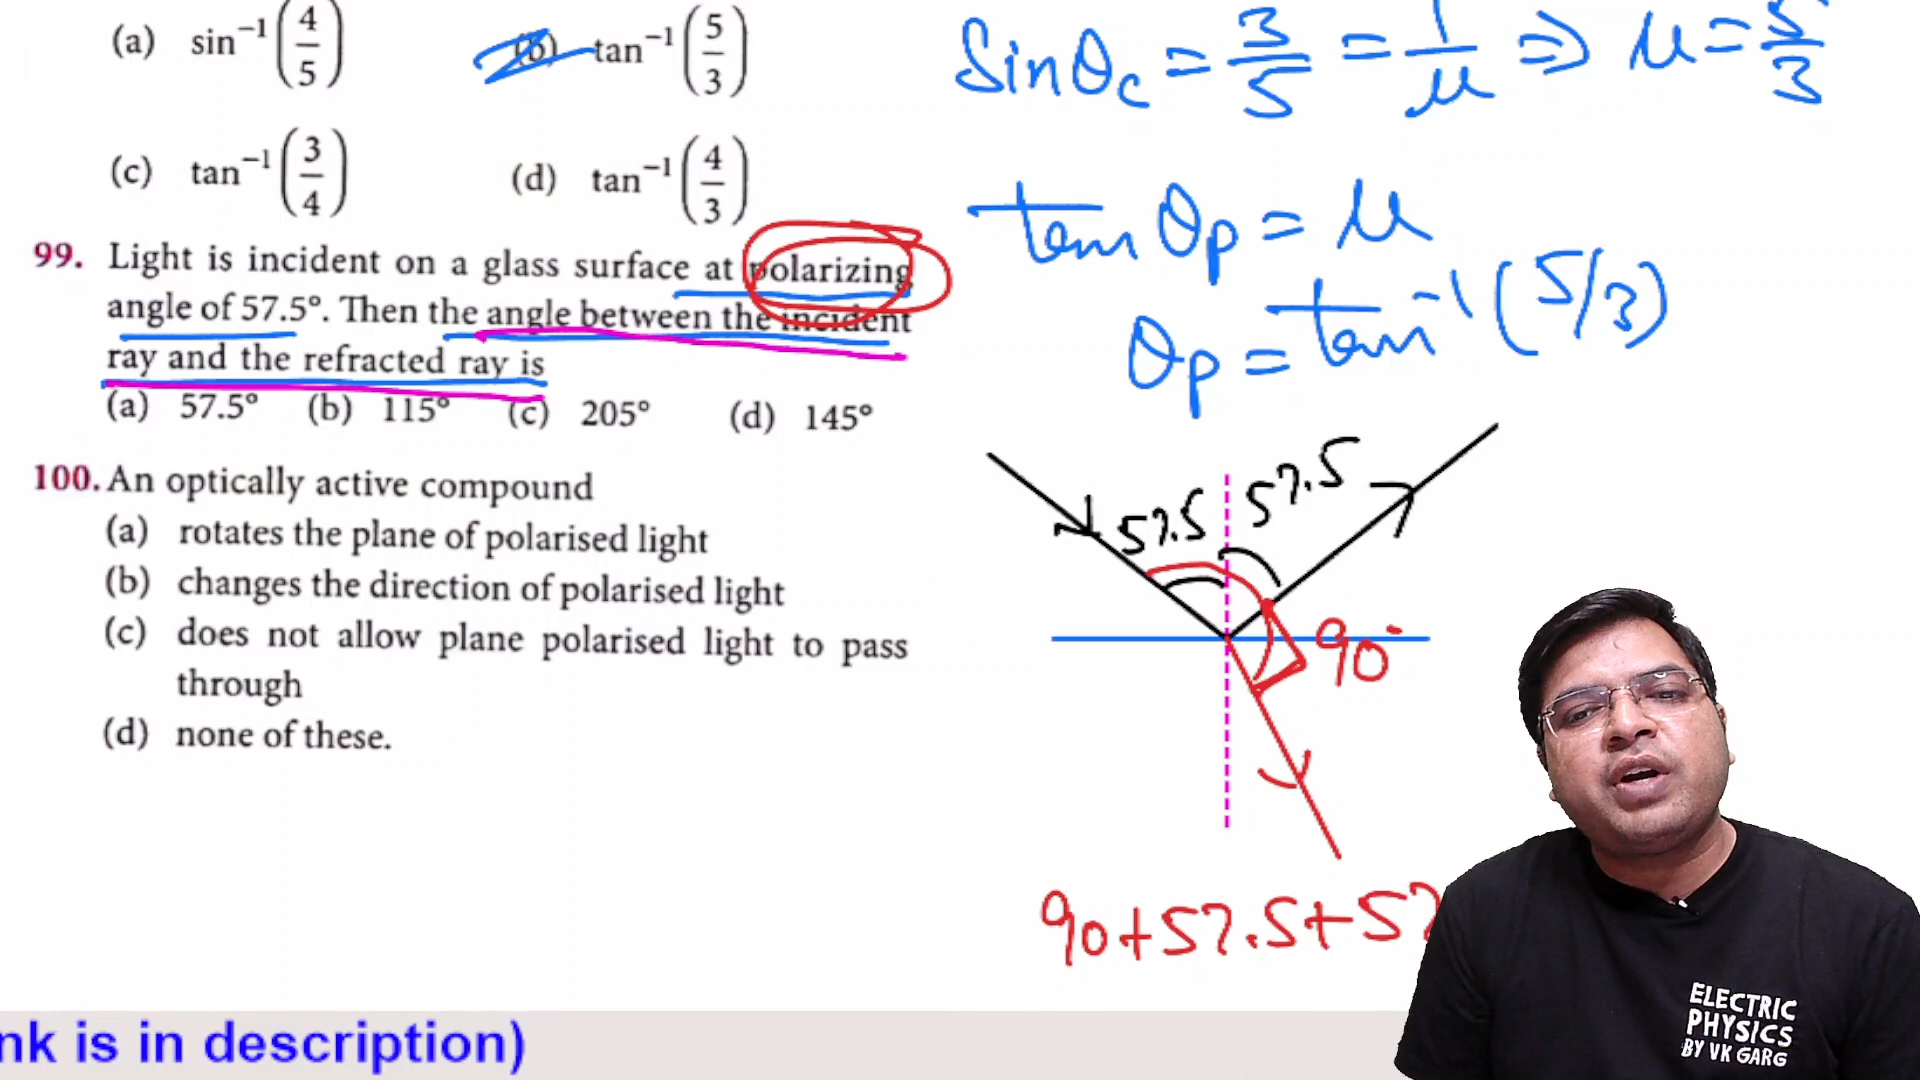 (a) sin⁻¹(4/5) (b) tan⁻¹(5/3)
(c) tan⁻¹(3/4) (d) tan⁻¹(4/3)
99. Light is incident on a glass surface at polarizing
angle of 57.5°. Then the angle between the incident
ray and the refracted ray is
(a) 57.5° (b) 115° (c) 205° (d) 145°
100. An optically active compound
(a) rotates the plane of polarised light
(b) changes the direction of polarised light
(c) does not allow plane polarised light to pass
through
(d) none of these.
Sinθc = 3/5 = 1/μ ⇒ μ = 5/3
tan θp = μ
θp = tan⁻¹(5/3)
57.5 57.5
90°
90+57.5+57
ELECTRIC
PHYSICS
BY VK GARG
nk is in description)